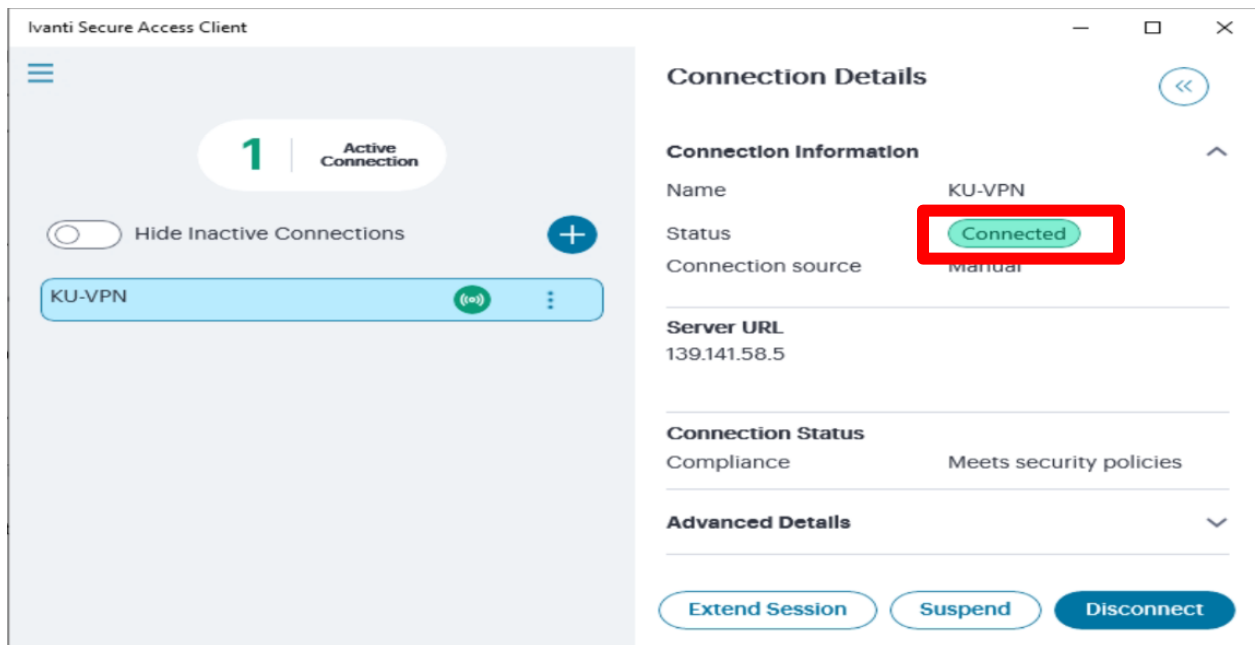 Ivanti Secure Access Client
1
Active
Connection
Hide Inactive Connections
KU-VPN
Connection Details
Connection Information
Name KU-VPN
Status Connected
Connection source Manual
Server URL
139.141.58.5
Connection Status
Compliance Meets security policies
Advanced Details
Extend Session Suspend Disconnect